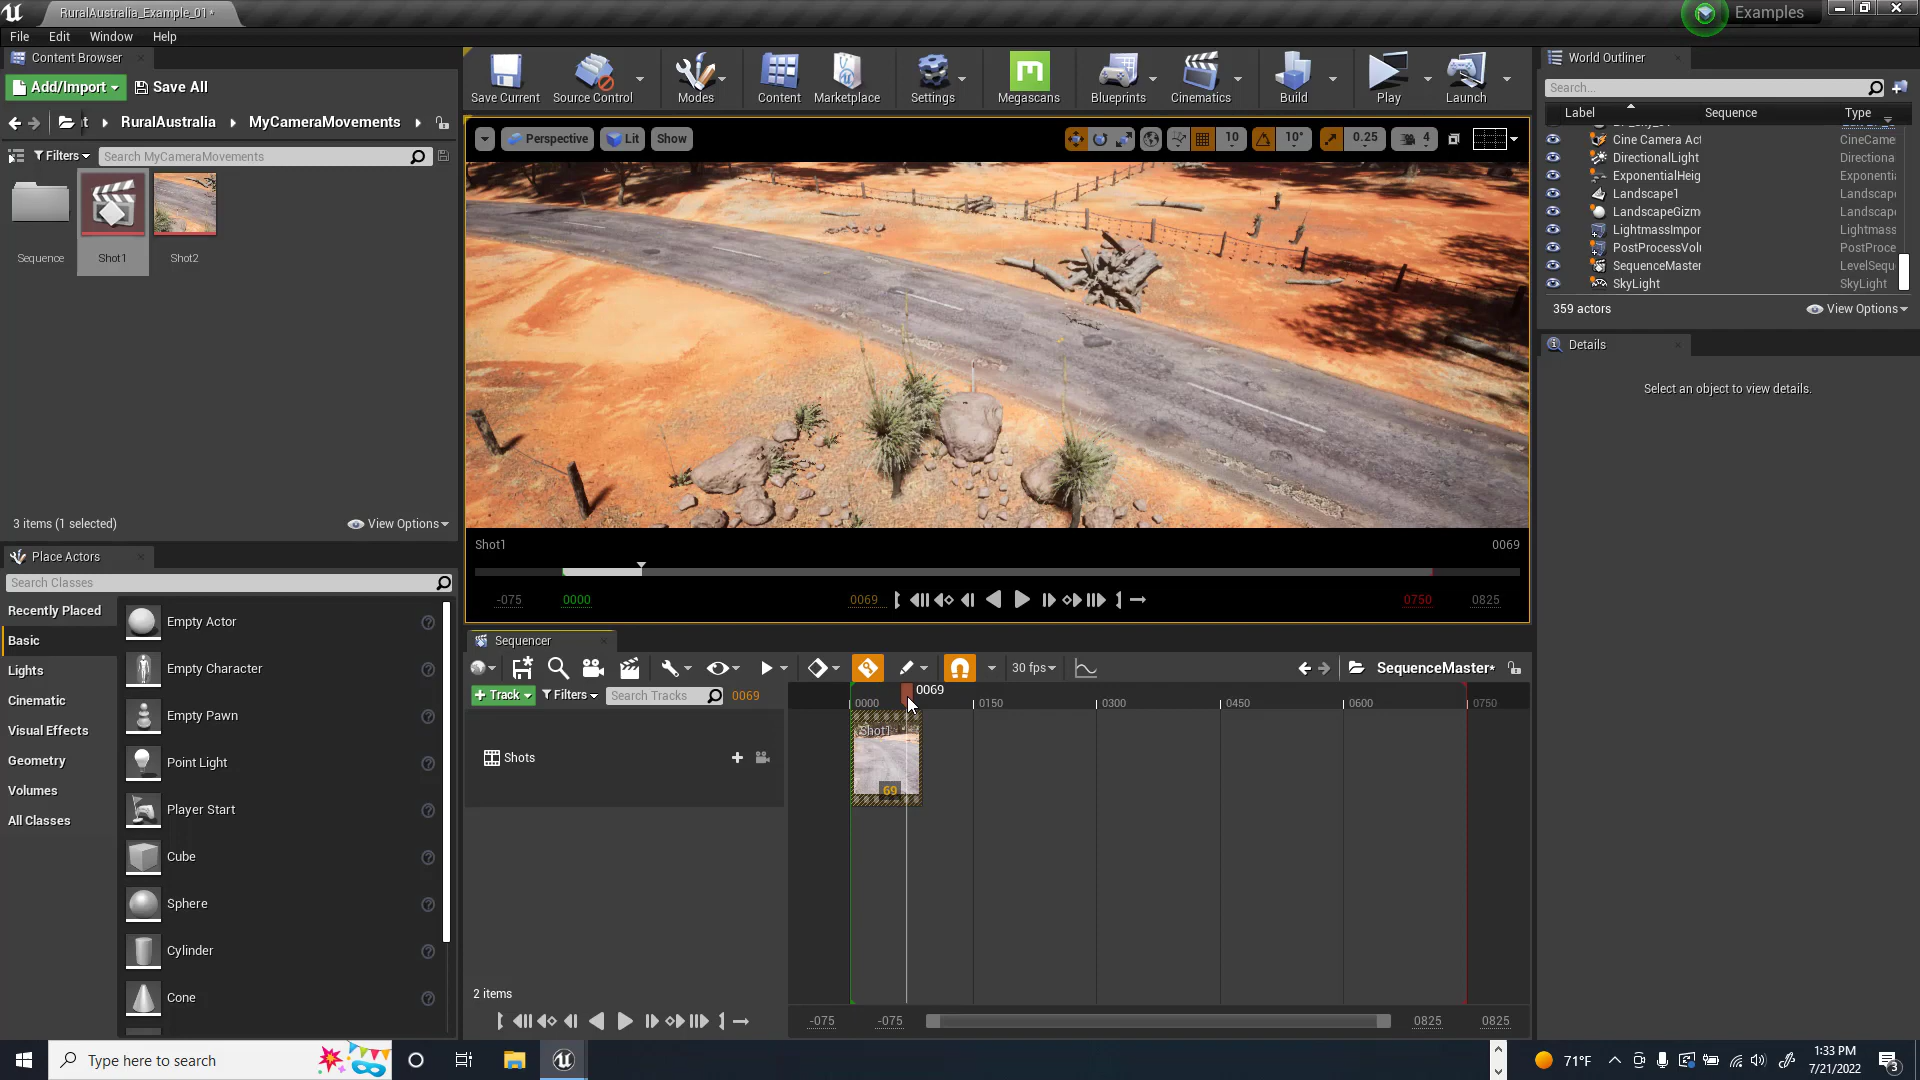 RuralAustralia_Example_01*
Examples
File Edit Window Help
Content Browser
Add/Import Save All
RuralAustralia MyCameraMovements
Filters Search MyCameraMovements
Sequence Shot1 Shot2
3 items (1 selected) View Options
Place Actors
Search Classes
Recently Placed
Basic
Lights
Cinematic
Visual Effects
Geometry
Volumes
All Classes
Empty Actor
Empty Character
Empty Pawn
Point Light
Player Start
Cube
Sphere
Cylinder
Cone
Save Current Source Control Modes Content Marketplace Settings Megascans Blueprints Cinematics Build Play Launch
Perspective Lit Show 10 10° 0.25 4
Shot1 0069
-075 0000 0069 0750 0825
Sequencer
30 fps SequenceMaster*
Track Filters Search Tracks 0069
0069
0000 0150 0300 0450 0600 0750
Shots
Shot1
69
2 items
-075 -075 0825 0825
World Outliner
Search...
Label Sequence Type
Cine Camera Act CineCame
DirectionalLight Directiona
ExponentialHeig Exponentia
Landscape1 Landscape
LandscapeGizm Landscape
LightmassImpor Lightmass
PostProcessVolu PostProce
SequenceMaster LevelSequ
SkyLight SkyLight
359 actors View Options
Details
Select an object to view details.
Type here to search
71°F
1:33 PM
7/21/2022
3